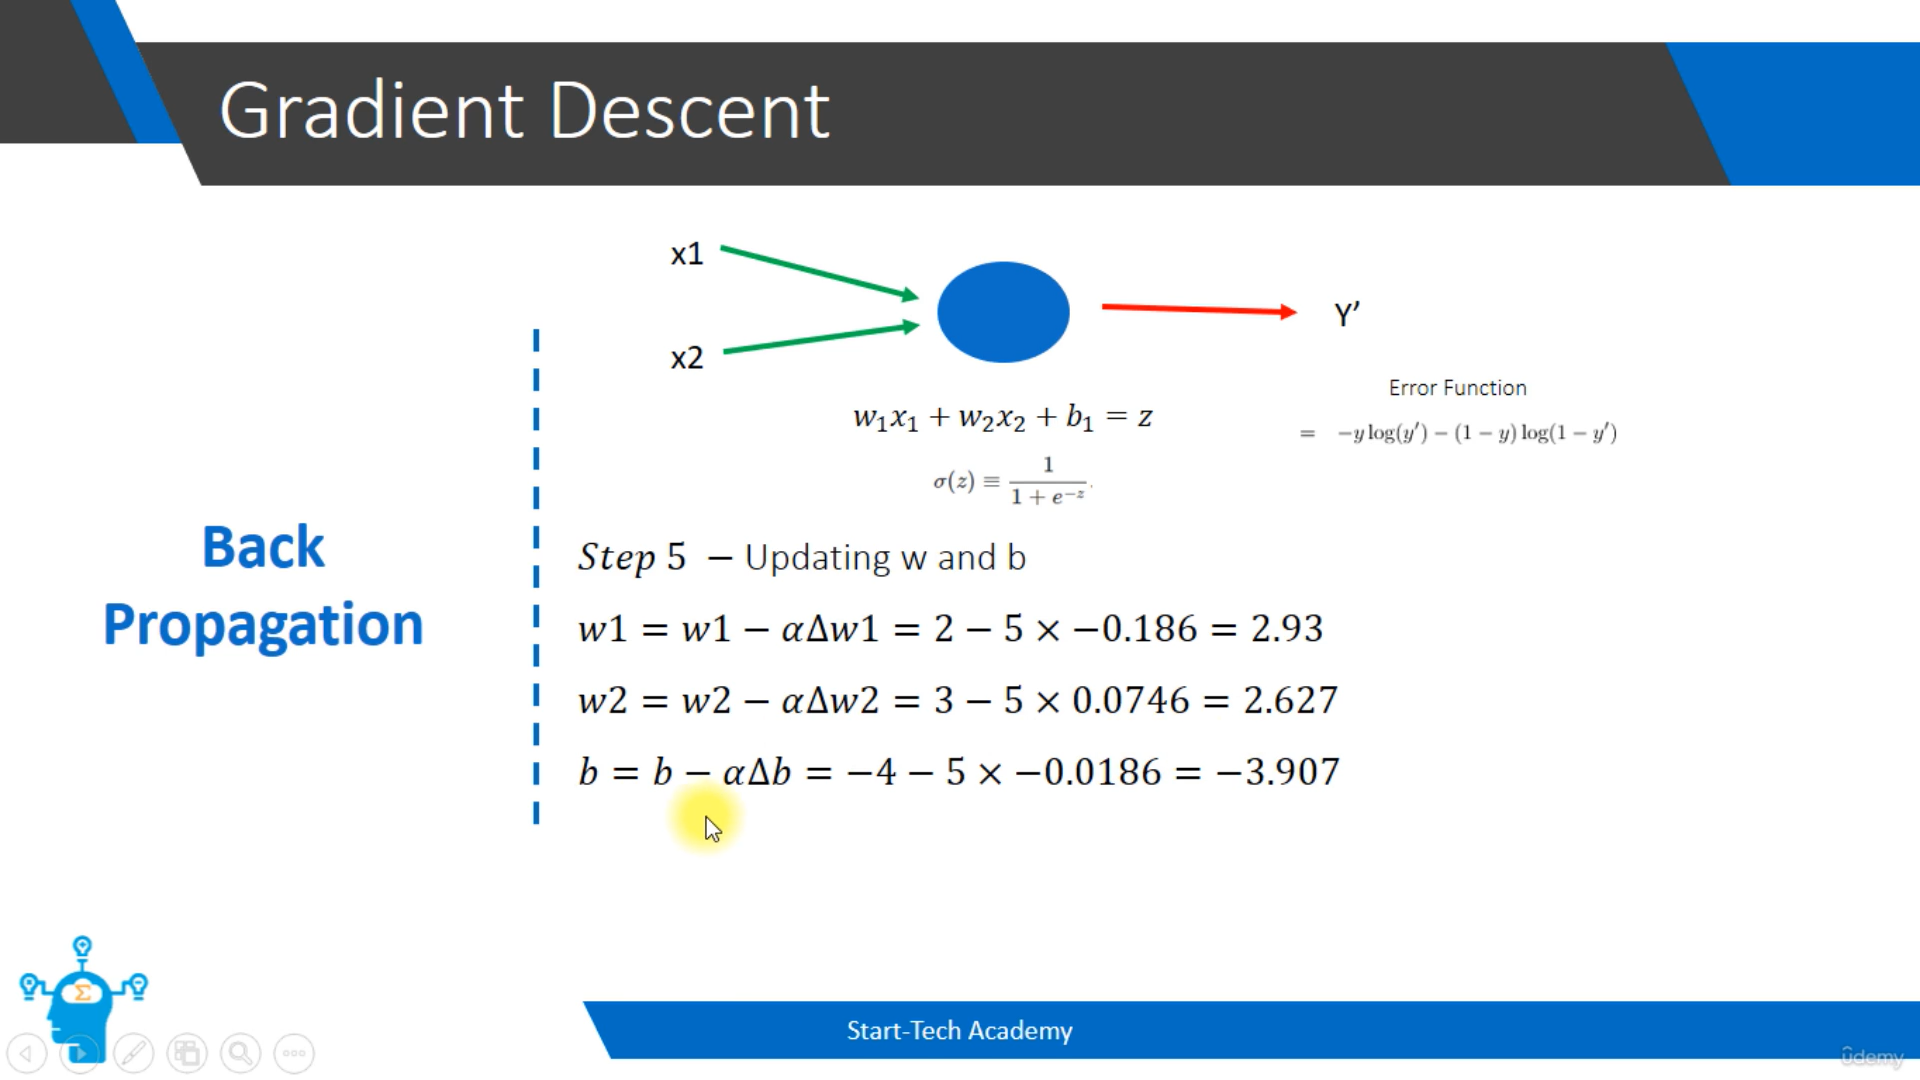 Gradient Descent
x1
x2
Y’
w₁x₁ + w₂x₂ + b₁ = z
σ(z) ≡ 1 / (1 + e⁻ᶻ).
Error Function
= −y log(y′) − (1 − y) log(1 − y′)
Back
Propagation
Step 5 − Updating w and b
w1 = w1 − αΔw1 = 2 − 5 × −0.186 = 2.93
w2 = w2 − αΔw2 = 3 − 5 × 0.0746 = 2.627
b = b − αΔb = −4 − 5 × −0.0186 = −3.907
Σ
Start-Tech Academy
ûdemy